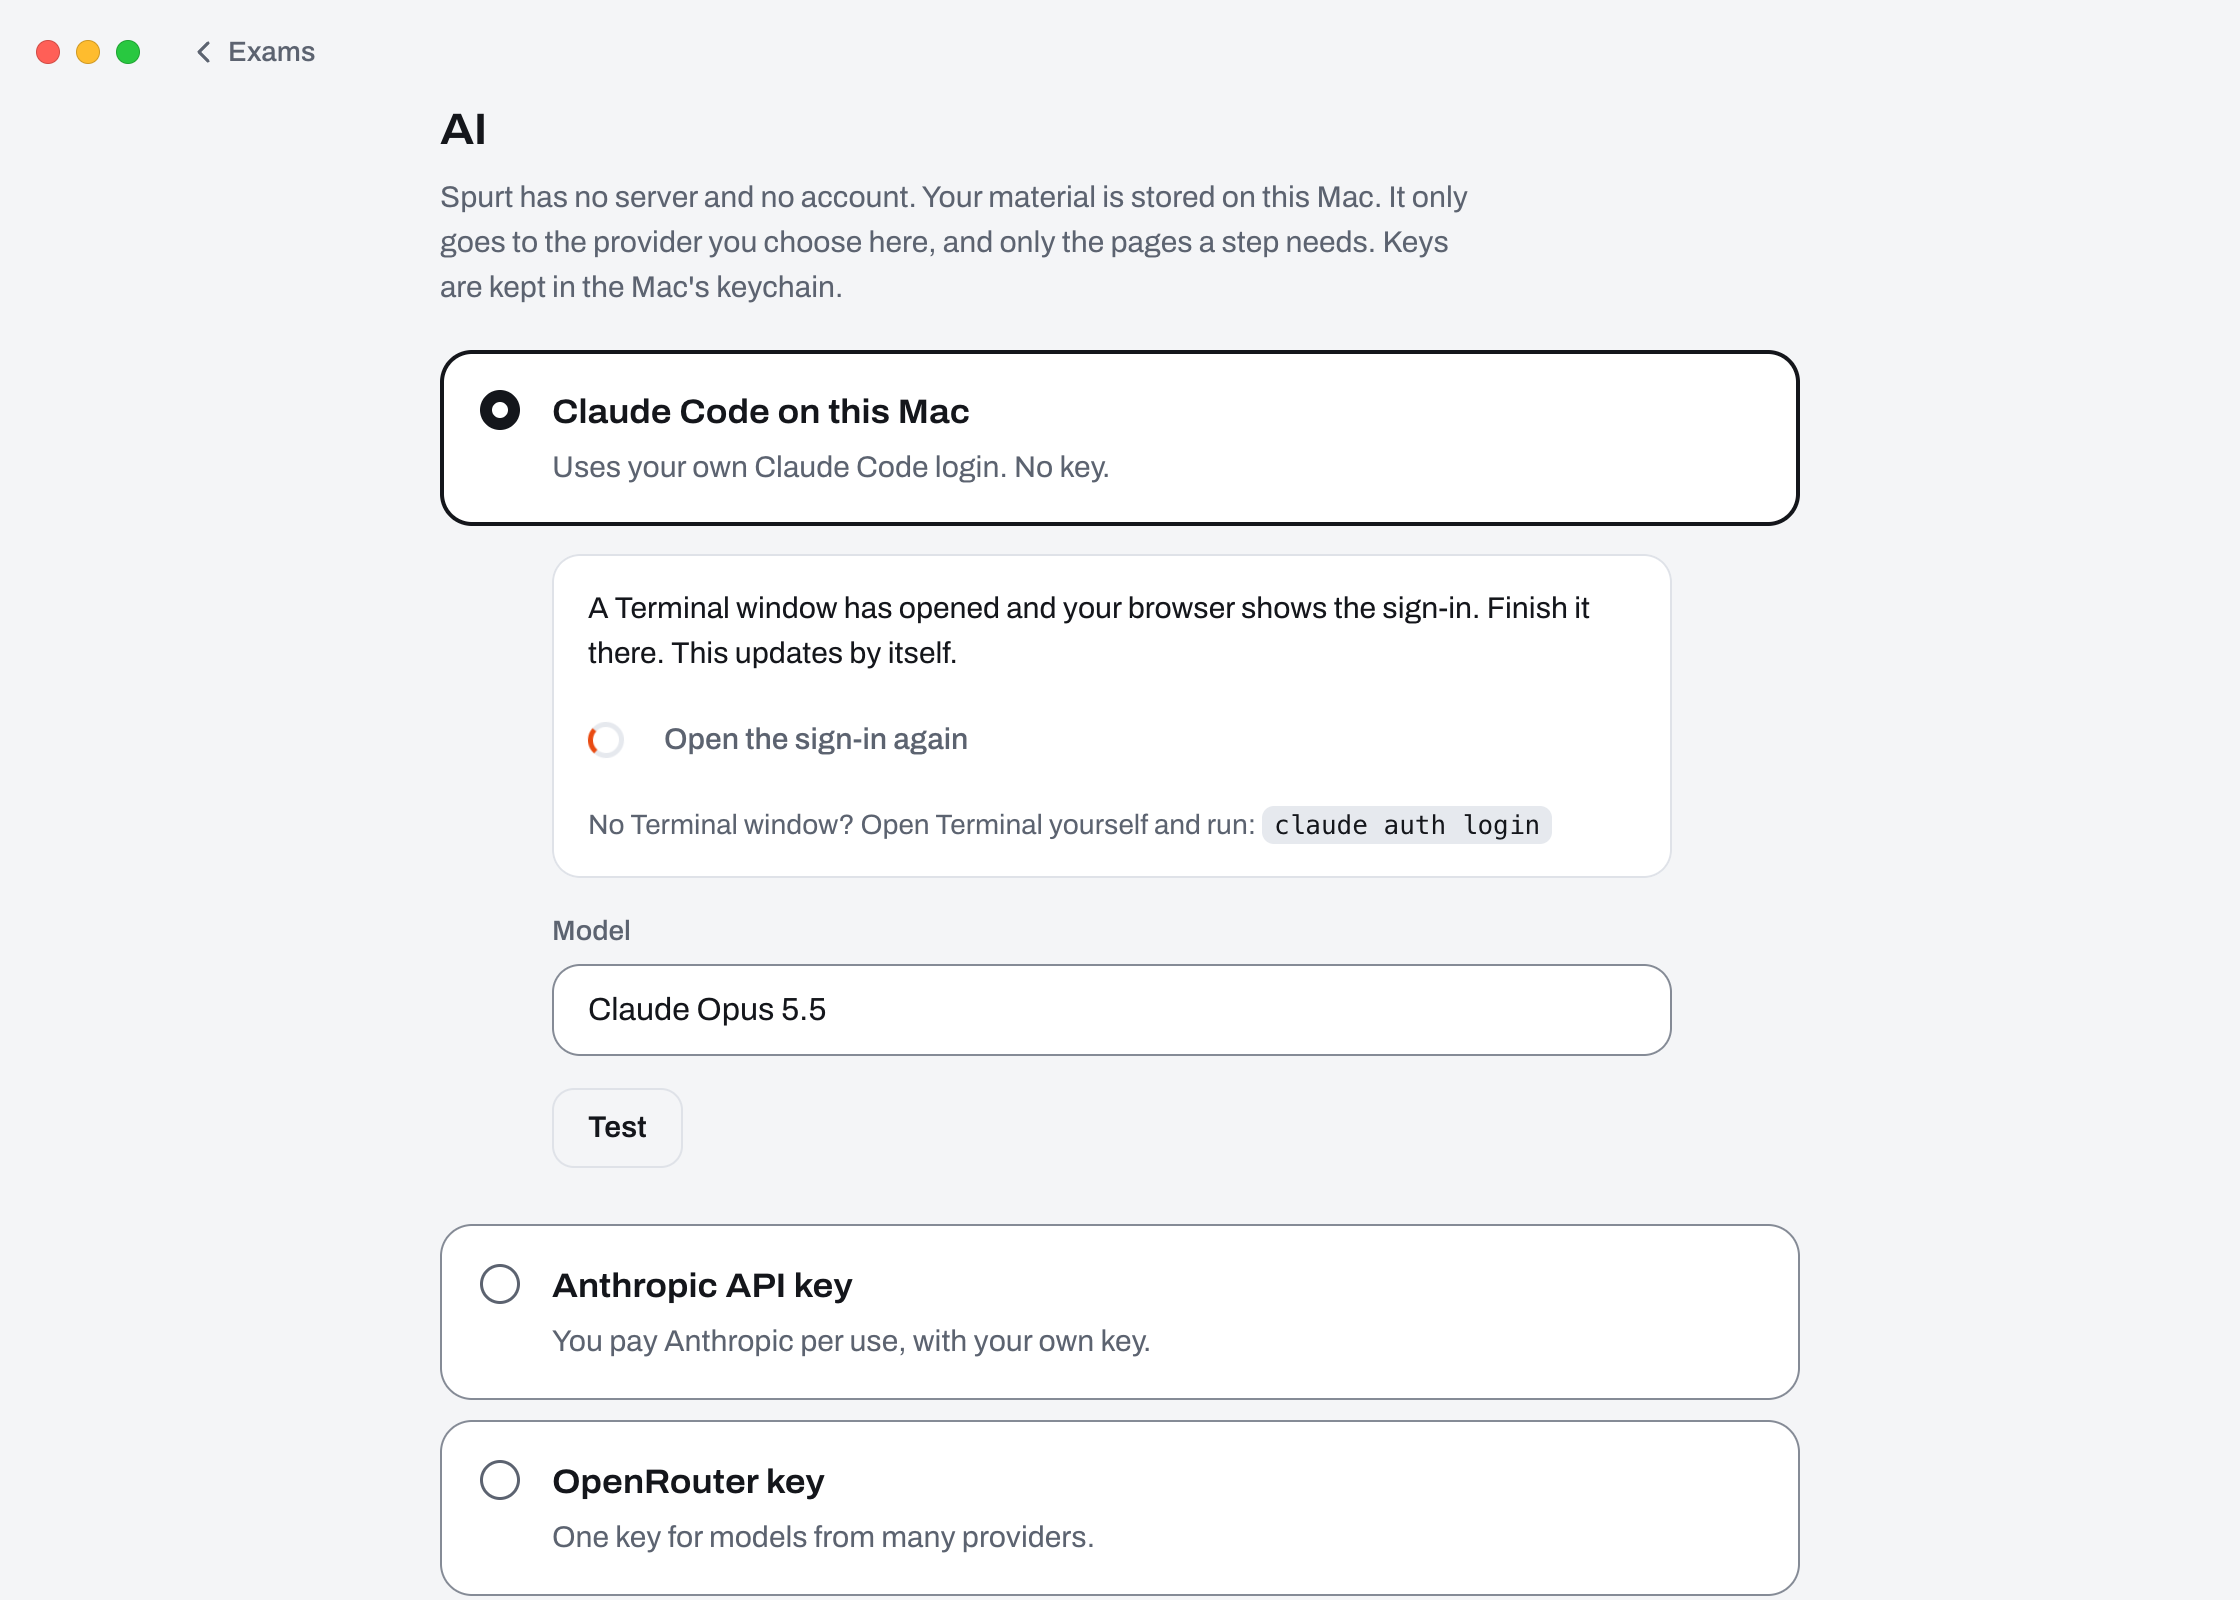 Exams
AI
Spurt has no server and no account. Your material is stored on this Mac. It only
goes to the provider you choose here, and only the pages a step needs. Keys
are kept in the Mac's keychain.
Claude Code on this Mac
Uses your own Claude Code login. No key.
A Terminal window has opened and your browser shows the sign-in. Finish it
there. This updates by itself.
Open the sign-in again
No Terminal window? Open Terminal yourself and run: claude auth login
Model
Claude Opus 5.5
Test
Anthropic API key
You pay Anthropic per use, with your own key.
OpenRouter key
One key for models from many providers.